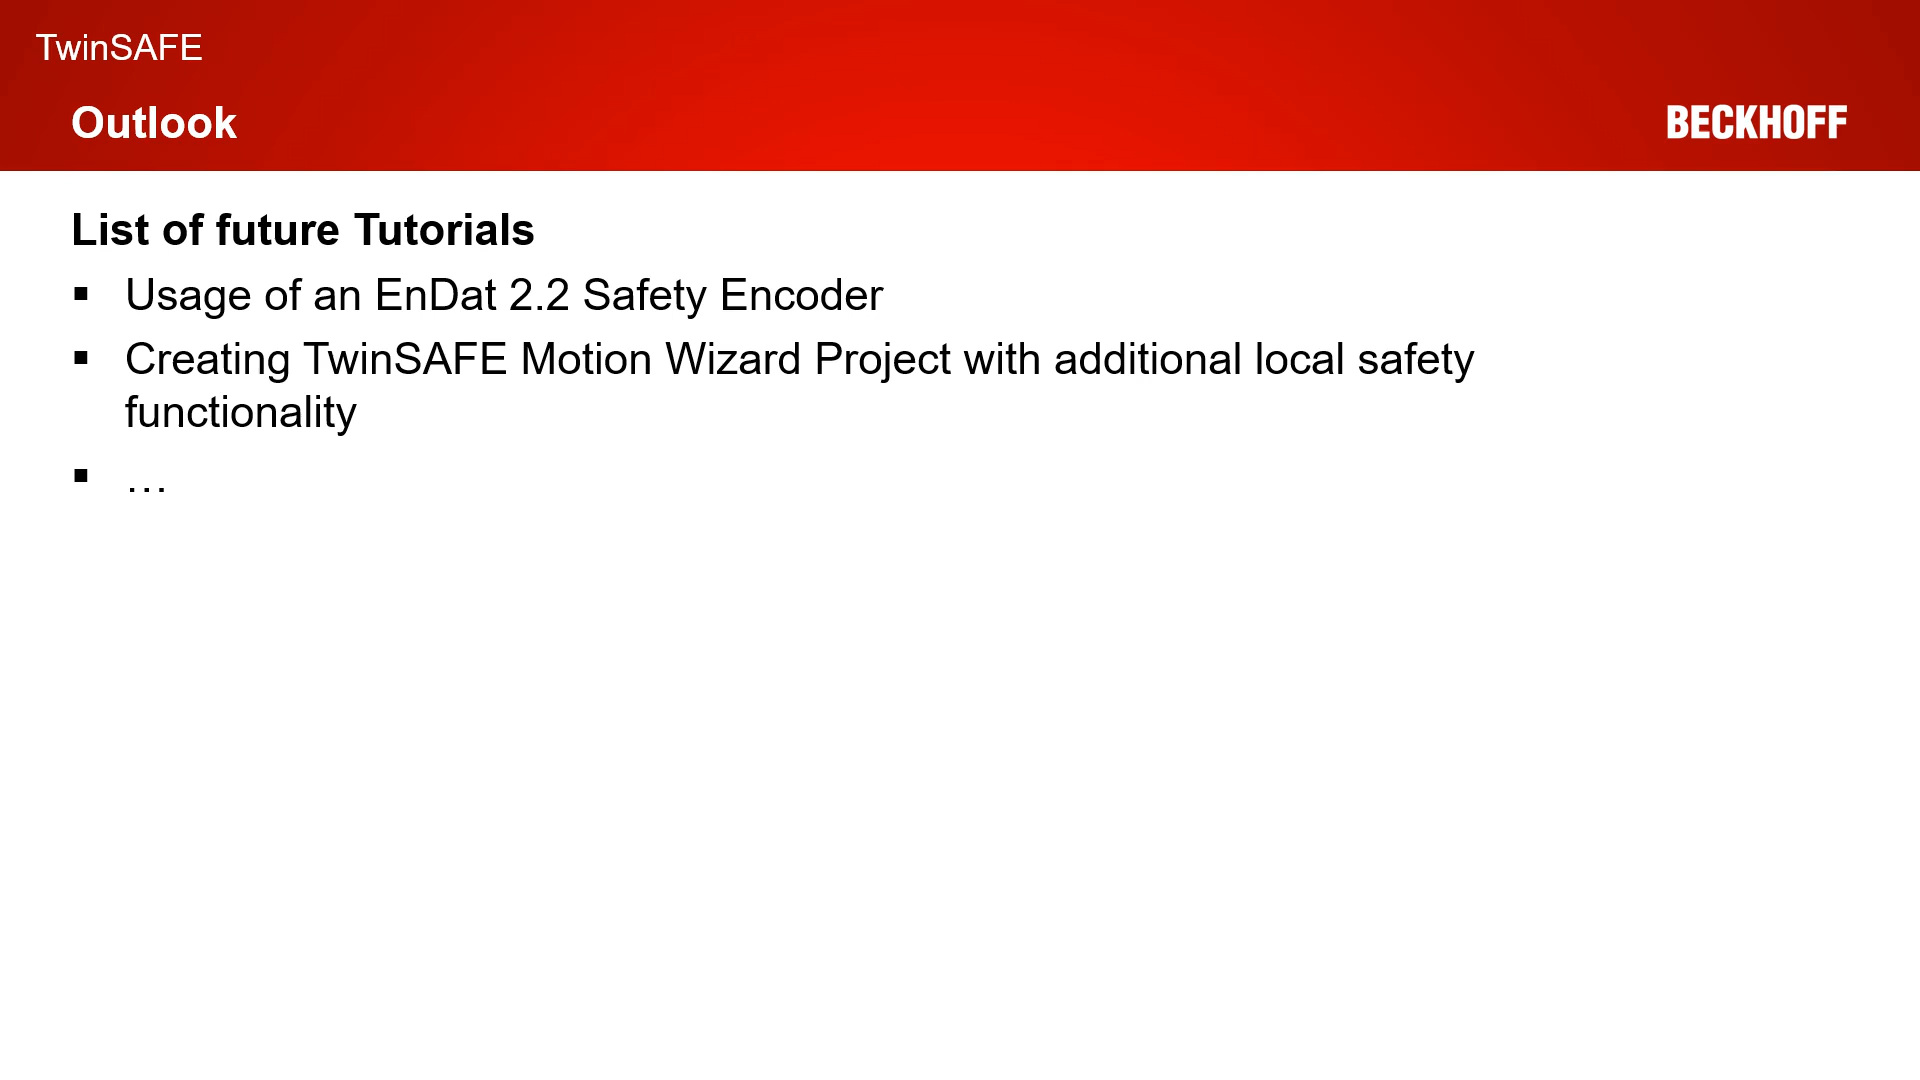 TwinSAFE
Outlook
BECKHOFF
List of future Tutorials
▪ Usage of an EnDat 2.2 Safety Encoder
▪ Creating TwinSAFE Motion Wizard Project with additional local safety
functionality
▪ …